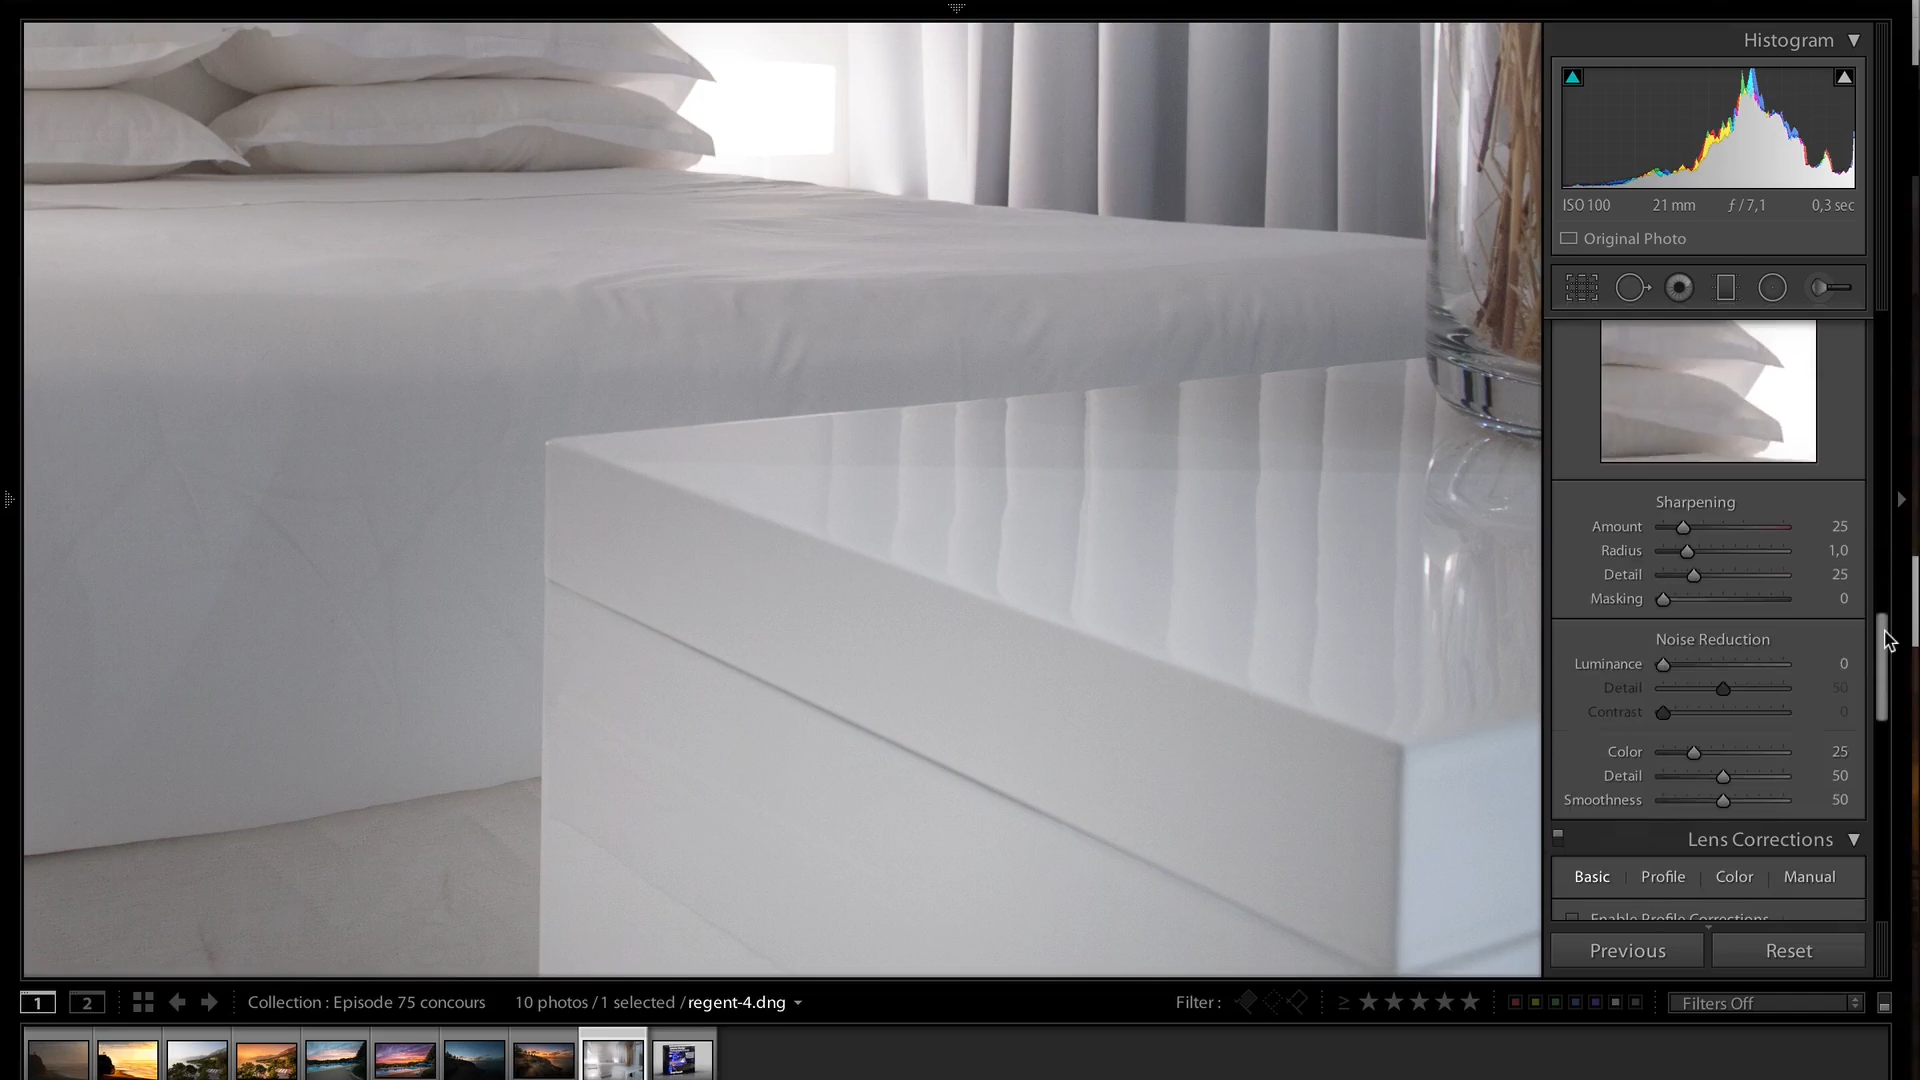 Histogram
ISO 100 21 mm ƒ / 7,1 0,3 sec
Original Photo
Sharpening
Amount 25
Radius 1,0
Detail 25
Masking 0
Noise Reduction
Luminance 0
Detail 50
Contrast 0
Color 25
Detail 50
Smoothness 50
Lens Corrections
Basic Profile Color Manual
Enable Profile Corrections
Previous Reset
1 2 Collection : Episode 75 concours 10 photos / 1 selected / regent-4.dng Filter : ≥ ★ ★ ★ ★ ★ Filters Off